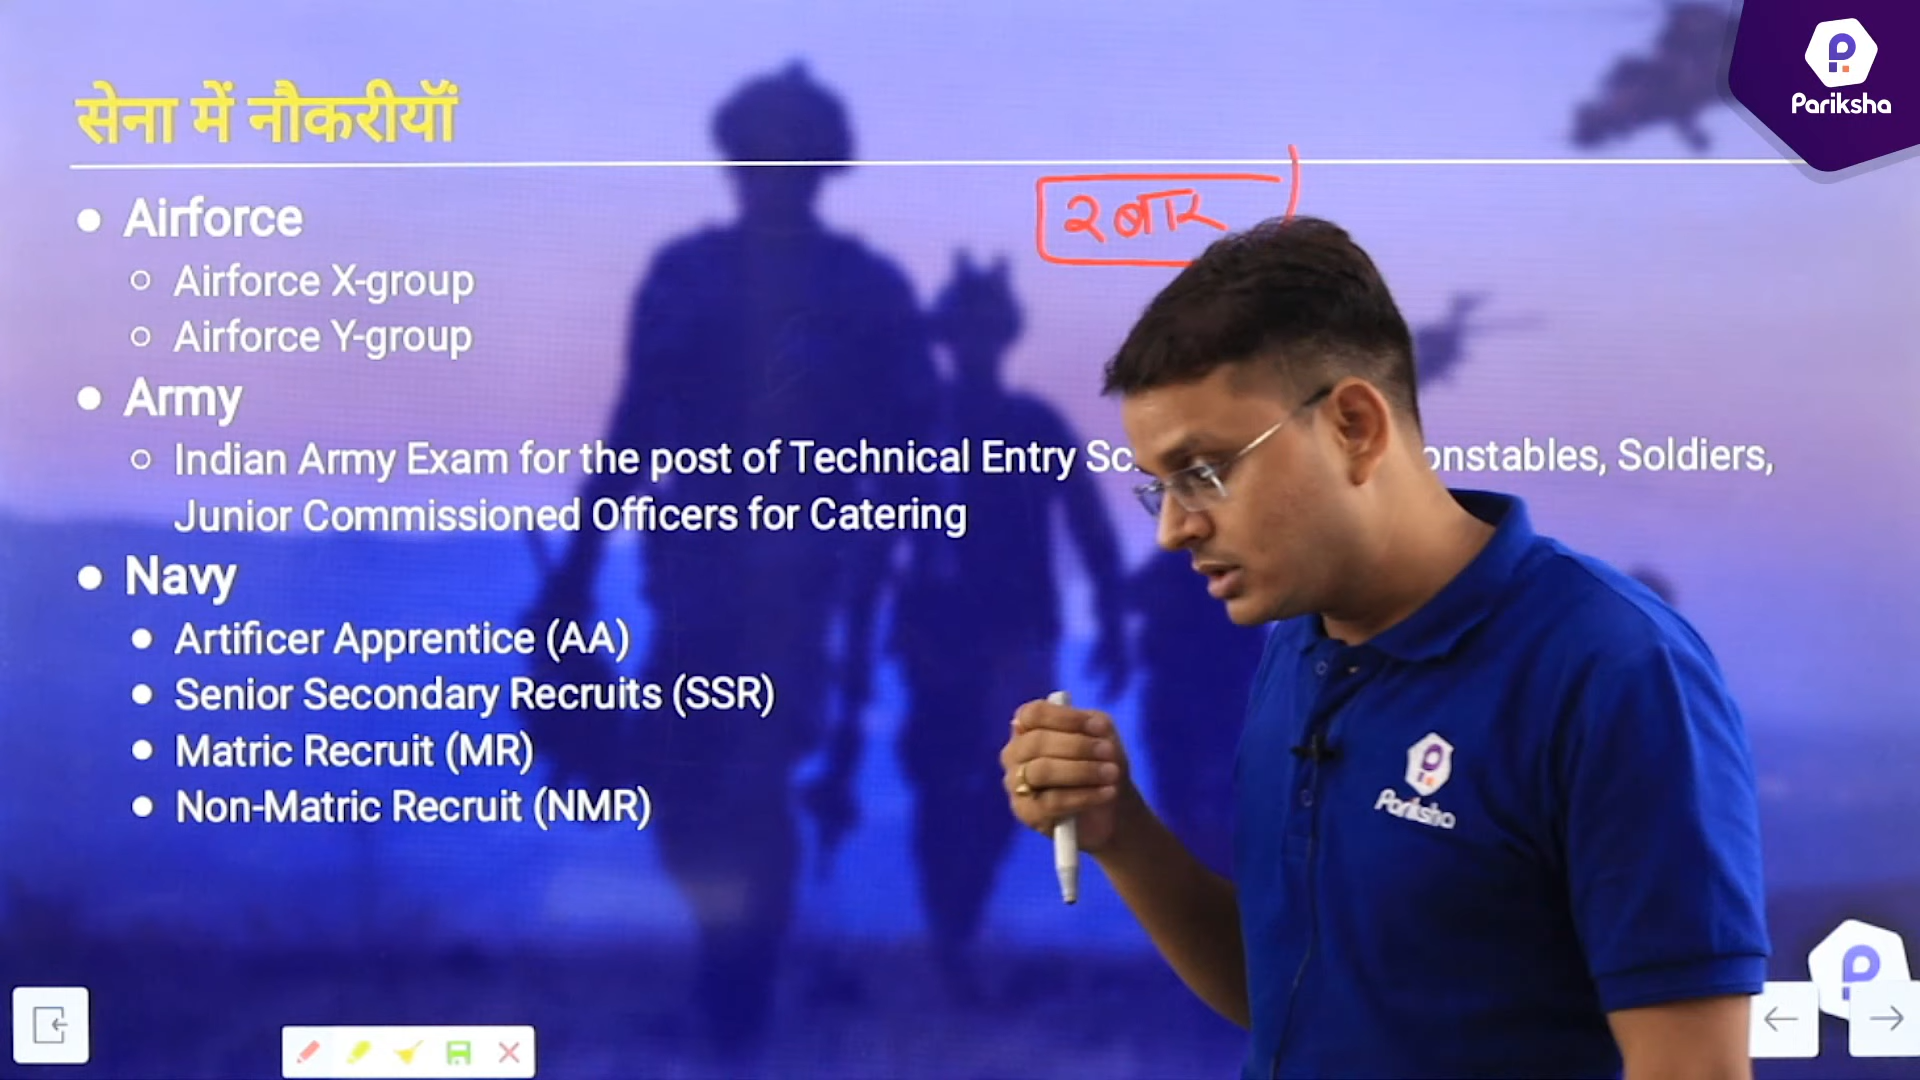 सेना में नौकरीयॉं
Pariksha
२ बार
Airforce
Airforce X-group
Airforce Y-group
Army
Indian Army Exam for the post of Technical Entry onstables, Soldiers,
Junior Commissioned Officers for Catering
Navy
Artificer Apprentice (AA)
Senior Secondary Recruits (SSR)
Matric Recruit (MR)
Non-Matric Recruit (NMR)
Pariksha